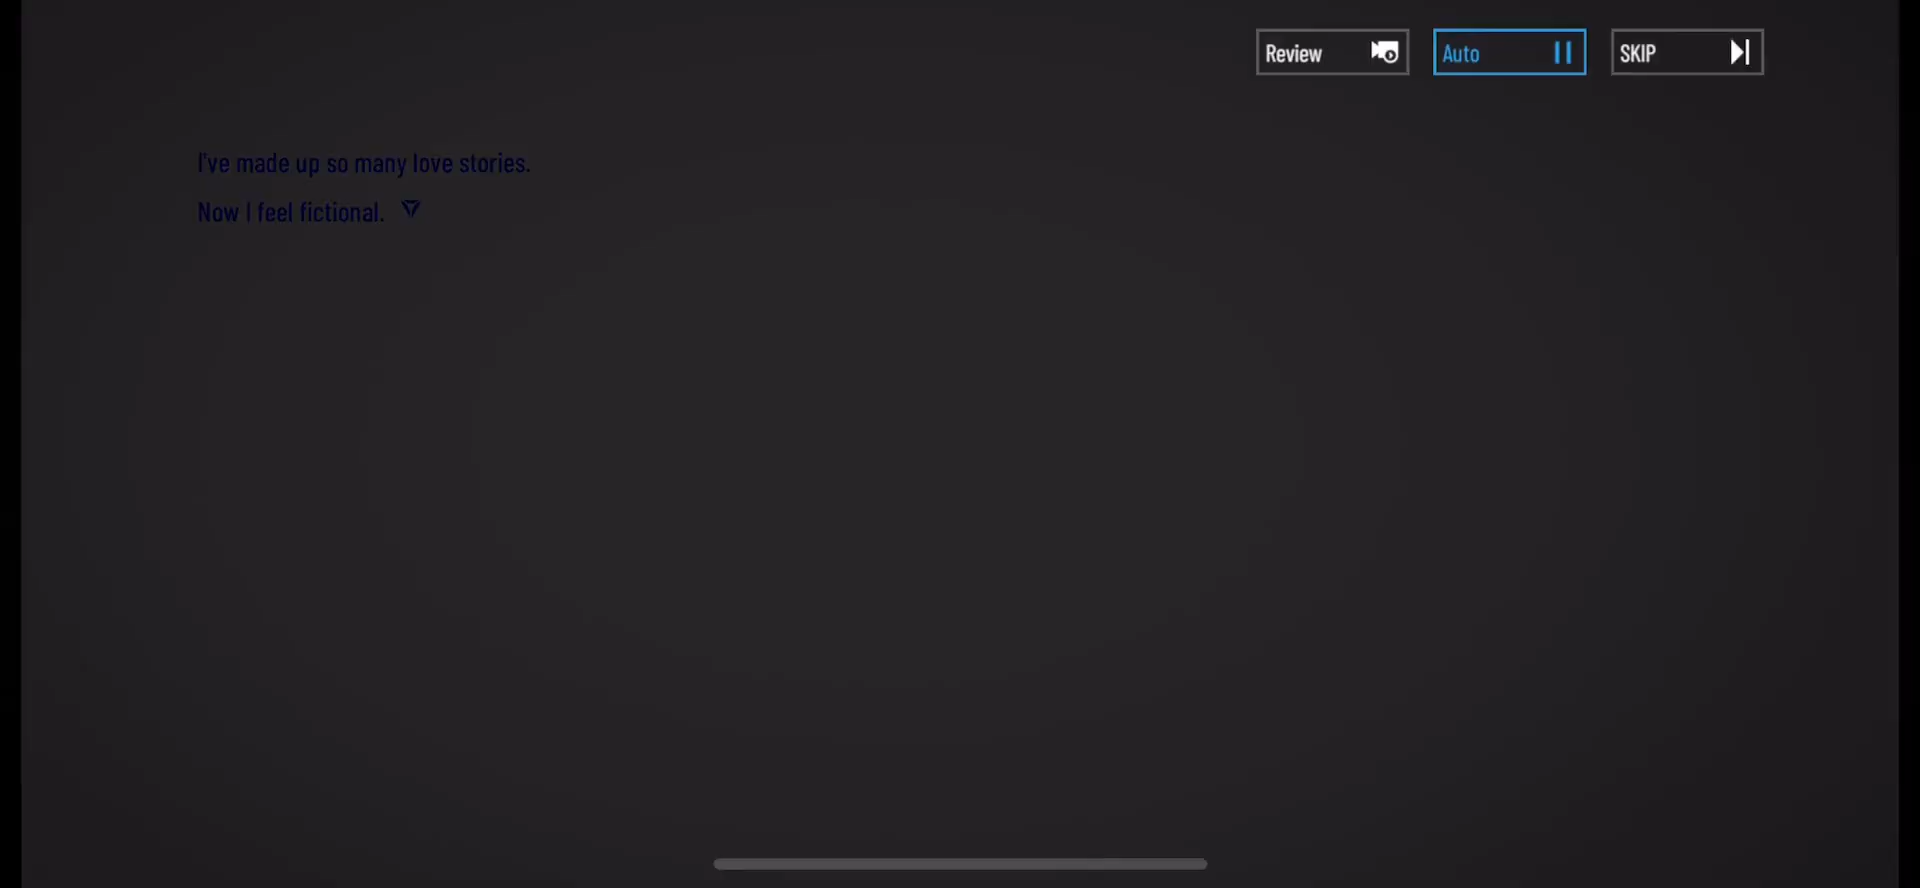 Review
Auto
SKIP
I've made up so many love stories.
Now I feel fictional.